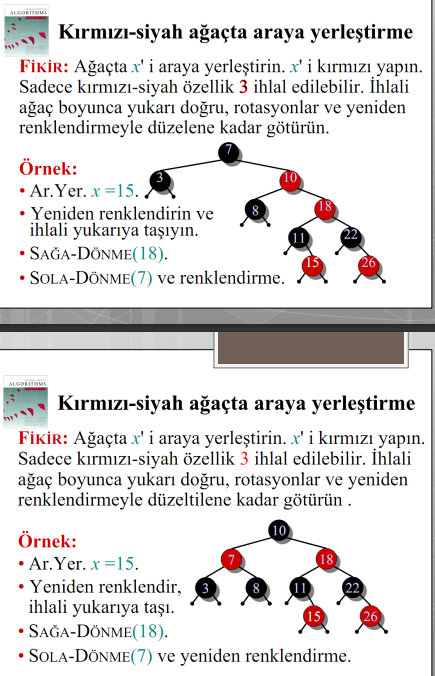 ALGORITHMS
Kırmızı-siyah ağaçta araya yerleştirme
FİKİR: Ağaçta x' i araya yerleştirin. x' i kırmızı yapın.
Sadece kırmızı-siyah özellik 3 ihlal edilebilir. İhlali
ağaç boyunca yukarı doğru, rotasyonlar ve yeniden
renklendirmeyle düzelene kadar götürün.
Örnek:
• Ar.Yer. x =15.
• Yeniden renklendirin ve
ihlali yukarıya taşıyın.
• SAĞA-DÖNME(18).
• SOLA-DÖNME(7) ve renklendirme.
7
3
10
8
18
11
22
15
26
ALGORITHMS
Kırmızı-siyah ağaçta araya yerleştirme
FİKİR: Ağaçta x' i araya yerleştirin. x' i kırmızı yapın.
Sadece kırmızı-siyah özellik 3 ihlal edilebilir. İhlali
ağaç boyunca yukarı doğru, rotasyonlar ve yeniden
renklendirmeyle düzeltilene kadar götürün .
Örnek:
• Ar.Yer. x =15.
• Yeniden renklendir,
ihlali yukarıya taşı.
• SAĞA-DÖNME(18).
• SOLA-DÖNME(7) ve yeniden renklendirme.
10
7
18
3
8
11
22
15
26